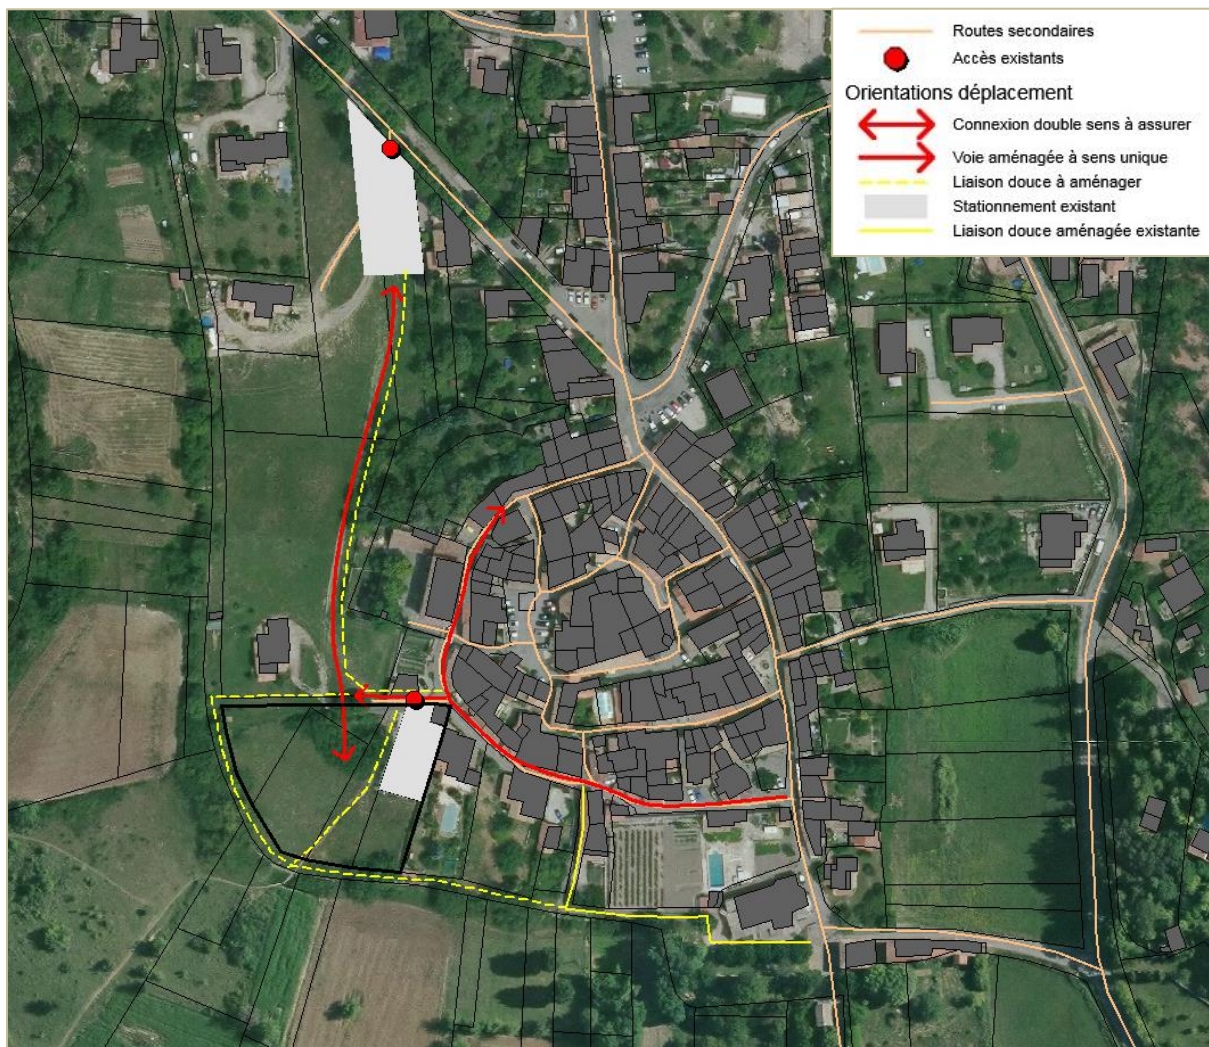 Routes secondaires
Accès existants
Orientations déplacement
Connexion double sens à assurer
Voie aménagée à sens unique
Liaison douce à aménager
Stationnement existant
Liaison douce aménagée existante